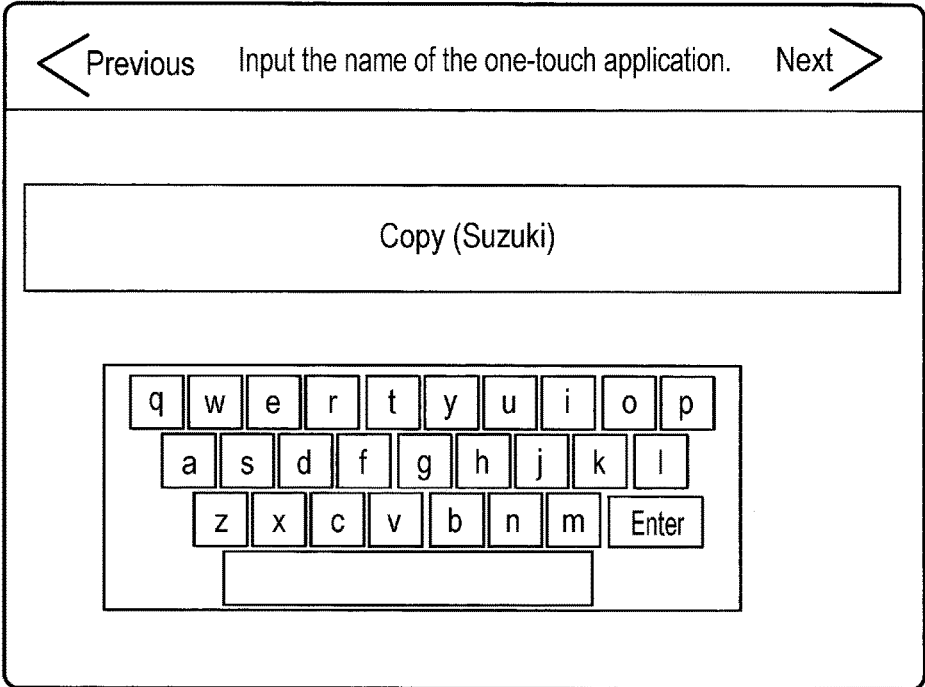 Previous Input the name of the one-touch application. Next
Copy (Suzuki)
q w e r t y u i o p
a s d f g h j k l
z x c v b n m Enter